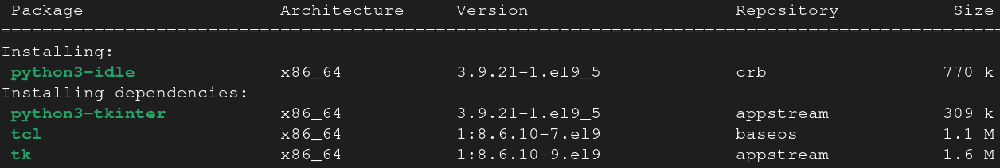 Package Architecture Version Repository Size
================================================================================================
Installing:
python3-idle x86_64 3.9.21-1.el9_5 crb 770 k
Installing dependencies:
python3-tkinter x86_64 3.9.21-1.el9_5 appstream 309 k
tcl x86_64 1:8.6.10-7.el9 baseos 1.1 M
tk x86_64 1:8.6.10-9.el9 appstream 1.6 M